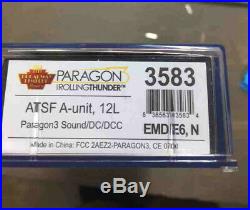 BROADWAY
LIMITED
PARAGON3
ROLLINGTHUNDER™
3583
ATSF A-unit, 12L
Paragon3 Sound/DC/DCC
EMD/E6, N
Made in China: FCC 2AEZ2-PARAGON3, CE 0700